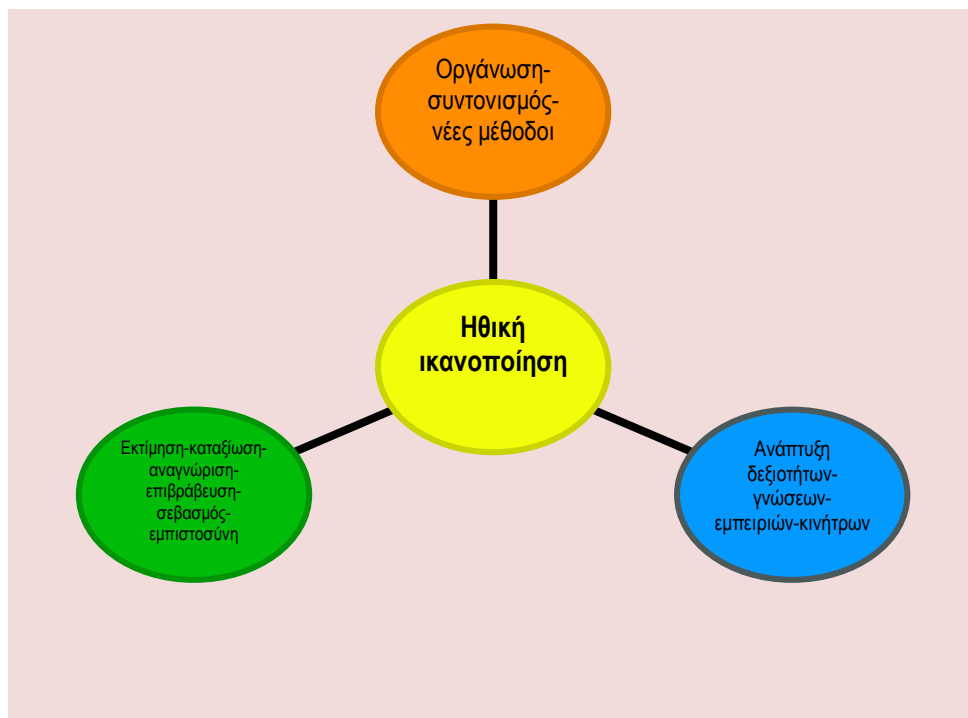 Οργάνωση-
συντονισμός-
νέες μέθοδοι
Ηθική
ικανοποίηση
Εκτίμηση-καταξίωση-
αναγνώριση-
επιβράβευση-
σεβασμός-
εμπιστοσύνη
Ανάπτυξη
δεξιοτήτων-
γνώσεων-
εμπειριών-κινήτρων